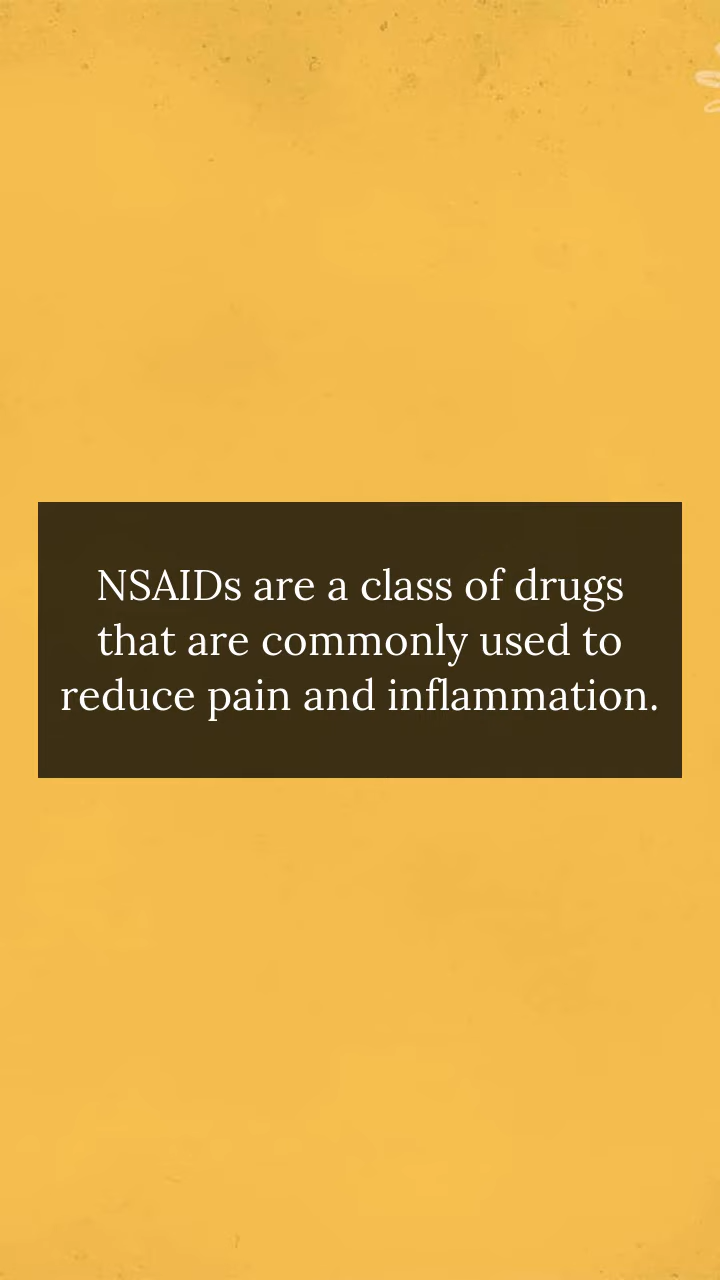 NSAIDs are a class of drugs
that are commonly used to
reduce pain and inflammation.